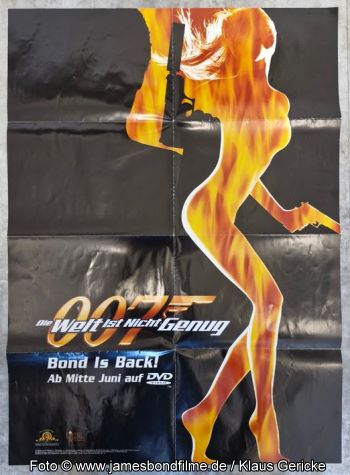 007
Die Welt Ist Nicht Genug
Bond Is Back!
Ab Mitte Juni auf DVD
VIDEO
Foto © www.jamesbondfilme.de / Klaus Gericke